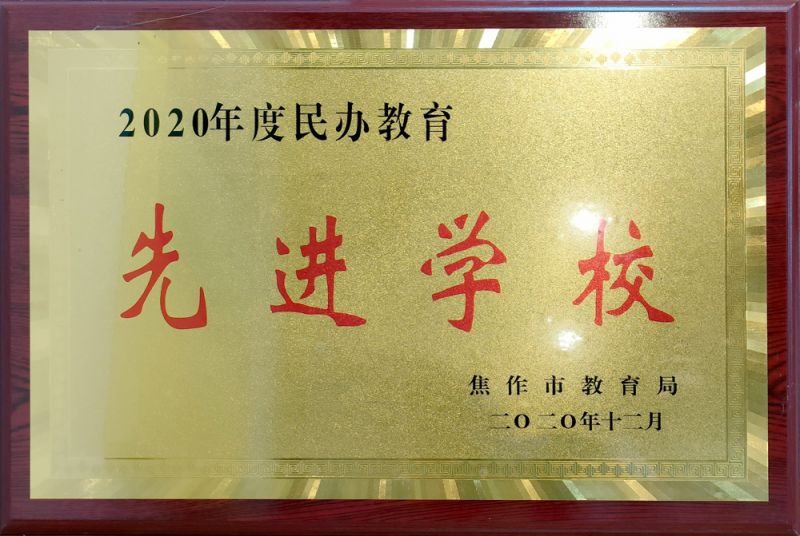 2020年度民办教育
先进学校
焦作市教育局
二〇二〇年十二月